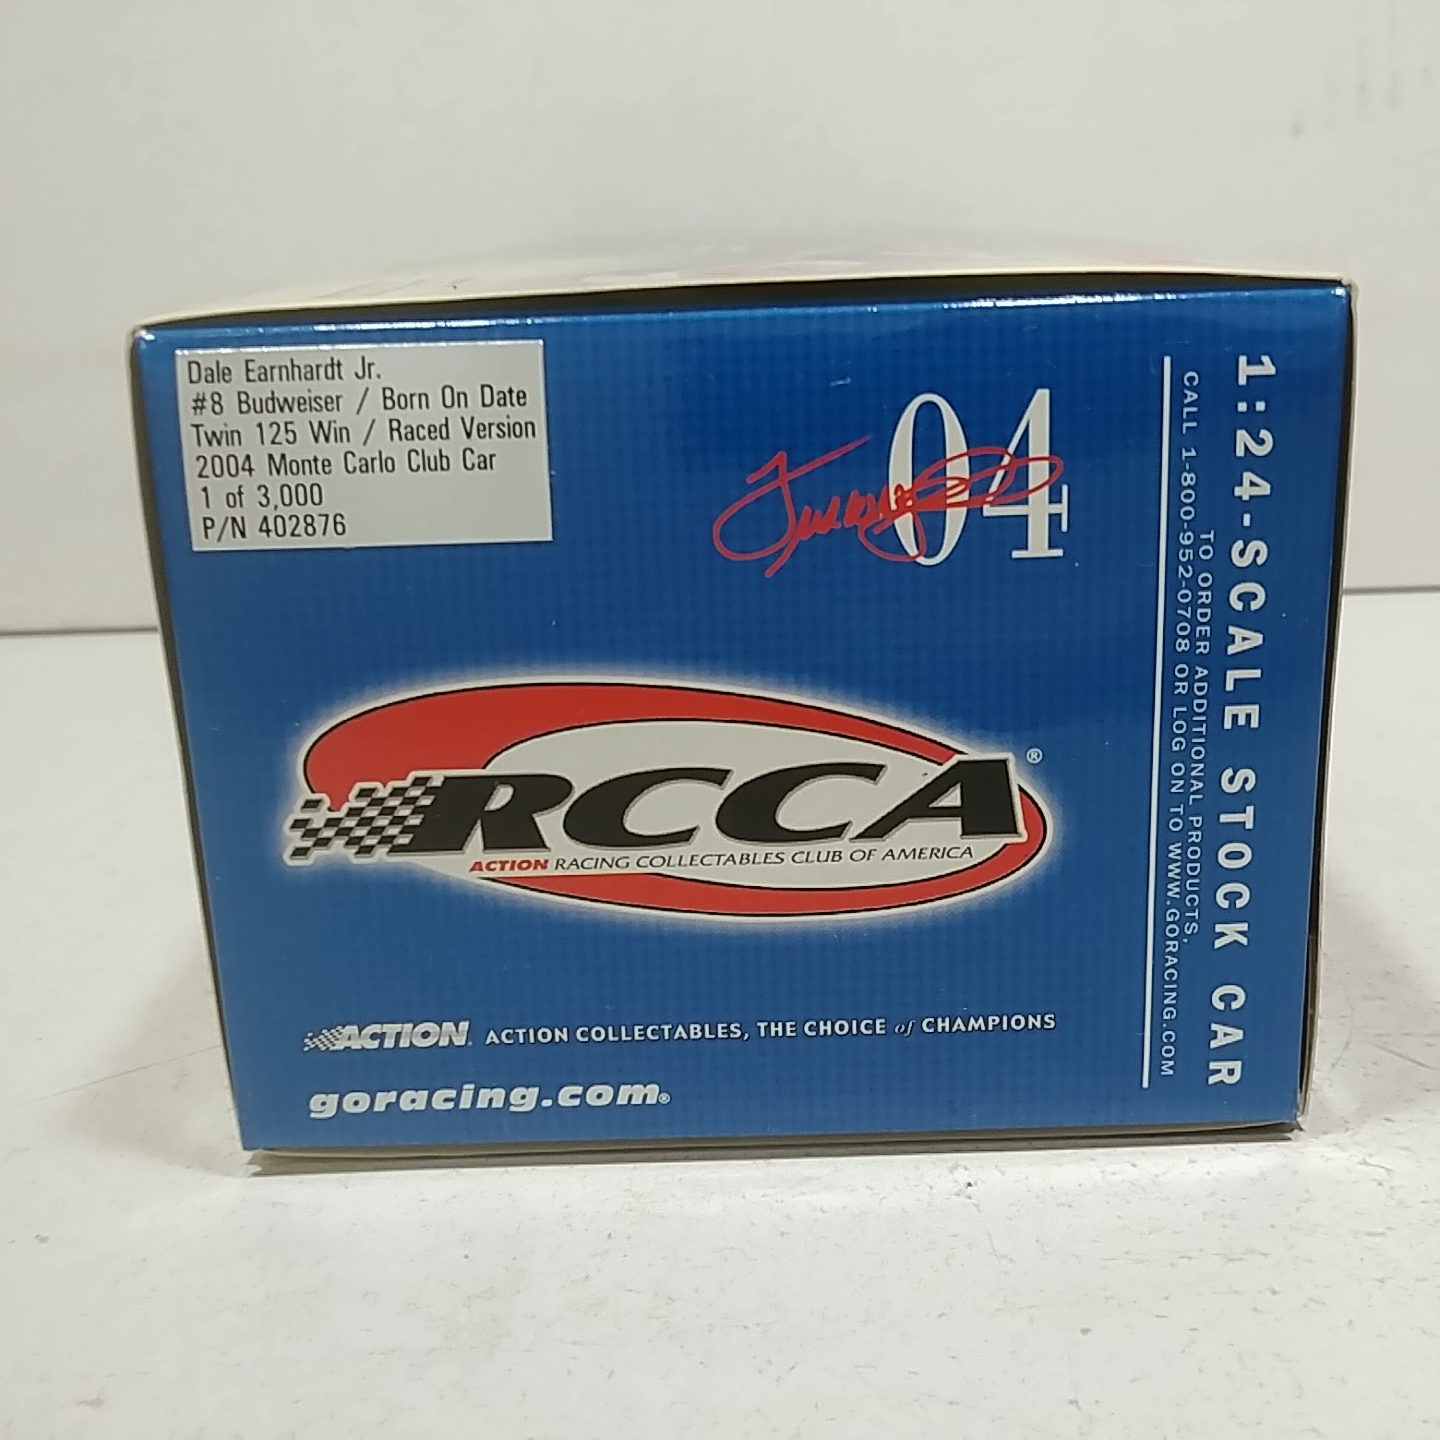 Dale Earnhardt Jr.
#8 Budweiser / Born On Date
Twin 125 Win / Raced Version
2004 Monte Carlo Club Car
1 of 3,000
P/N 402876
04
RCCA®
ACTION RACING COLLECTABLES CLUB OF AMERICA
ACTION ACTION COLLECTABLES, THE CHOICE of CHAMPIONS
goracing.com®
1:24-SCALE STOCK CAR
TO ORDER ADDITIONAL PRODUCTS,
CALL 1-800-952-0708 OR LOG ON TO WWW.GORACING.COM